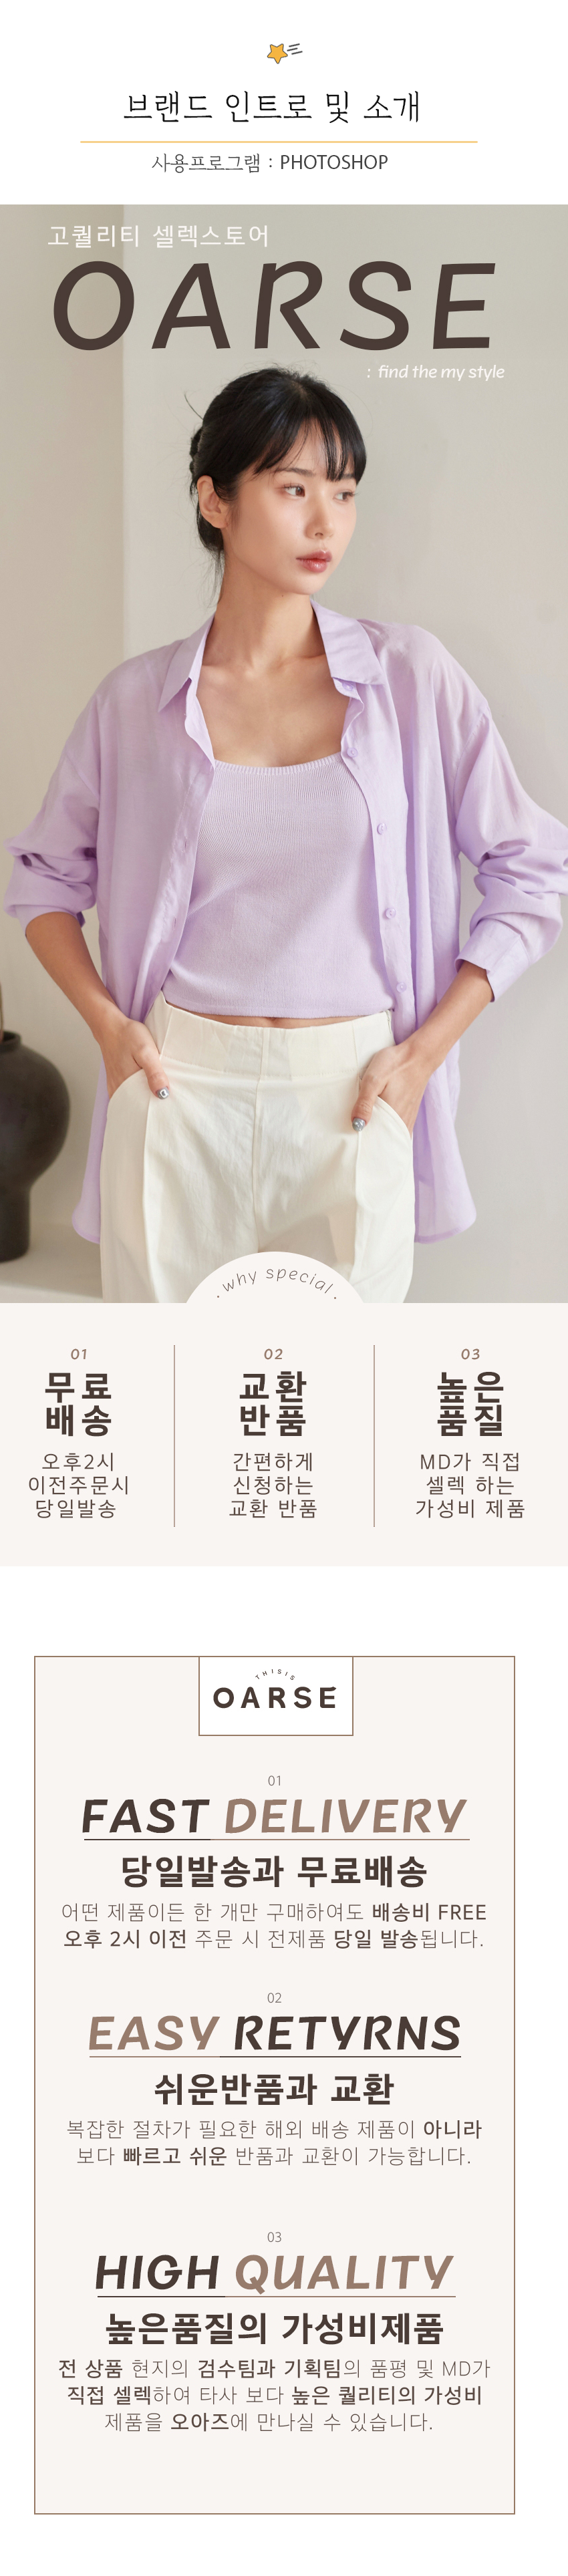 브랜드 인트로 및 소개
사용프로그램 : PHOTOSHOP
고퀄리티 셀렉스토어
OARSE
: find the my style
· why special ·
01
무료
배송
오후2시
이전주문시
당일발송
02
교환
반품
간편하게
신청하는
교환 반품
03
높은
품질
MD가 직접
셀렉 하는
가성비 제품
THISIS
OARSE
01
FAST DELIVERY
당일발송과 무료배송
어떤 제품이든 한 개만 구매하여도 배송비 FREE
오후 2시 이전 주문 시 전제품 당일 발송됩니다.
02
EASY RETYRNS
쉬운반품과 교환
복잡한 절차가 필요한 해외 배송 제품이 아니라
보다 빠르고 쉬운 반품과 교환이 가능합니다.
03
HIGH QUALITY
높은품질의 가성비제품
전 상품 현지의 검수팀과 기획팀의 품평 및 MD가
직접 셀렉하여 타사 보다 높은 퀄리티의 가성비
제품을 오아즈에 만나실 수 있습니다.